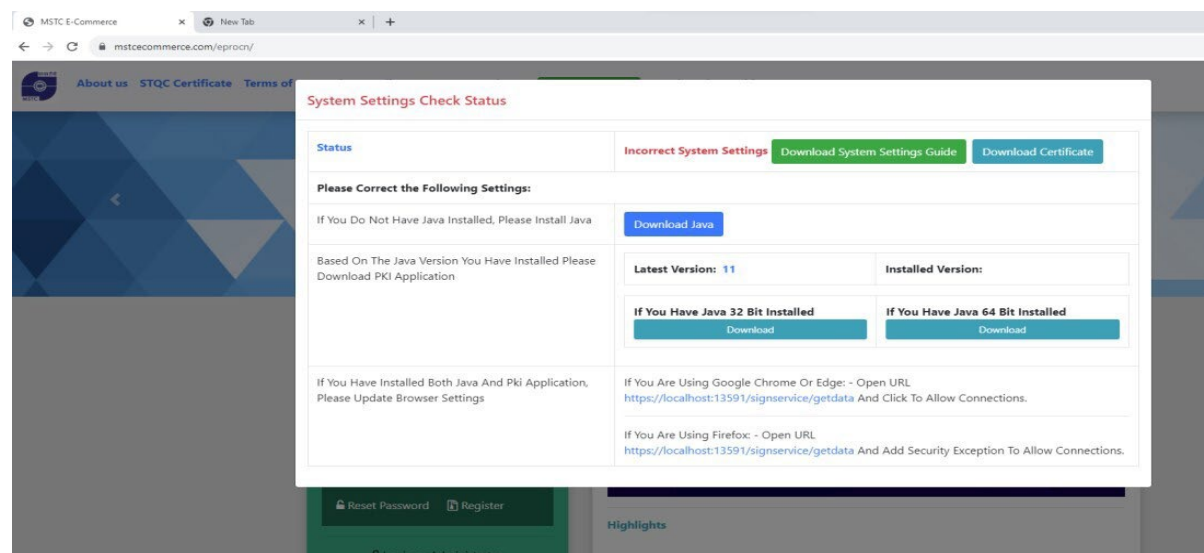 MSTC E-Commerce
New Tab
mstcecommerce.com/eprocn/
About us STQC Certificate Terms of
System Settings Check Status
Status
Incorrect System Settings Download System Settings Guide Download Certificate
Please Correct the Following Settings:
If You Do Not Have Java Installed, Please Install Java
Download Java
Based On The Java Version You Have Installed Please
Download PKI Application
Latest Version: 11
Installed Version:
If You Have Java 32 Bit Installed
Download
If You Have Java 64 Bit Installed
Download
If You Have Installed Both Java And Pki Application,
Please Update Browser Settings
If You Are Using Google Chrome Or Edge: - Open URL
https://localhost:13591/signservice/getdata And Click To Allow Connections.
If You Are Using Firefox: - Open URL
https://localhost:13591/signservice/getdata And Add Security Exception To Allow Connections.
Reset Password Register
Highlights